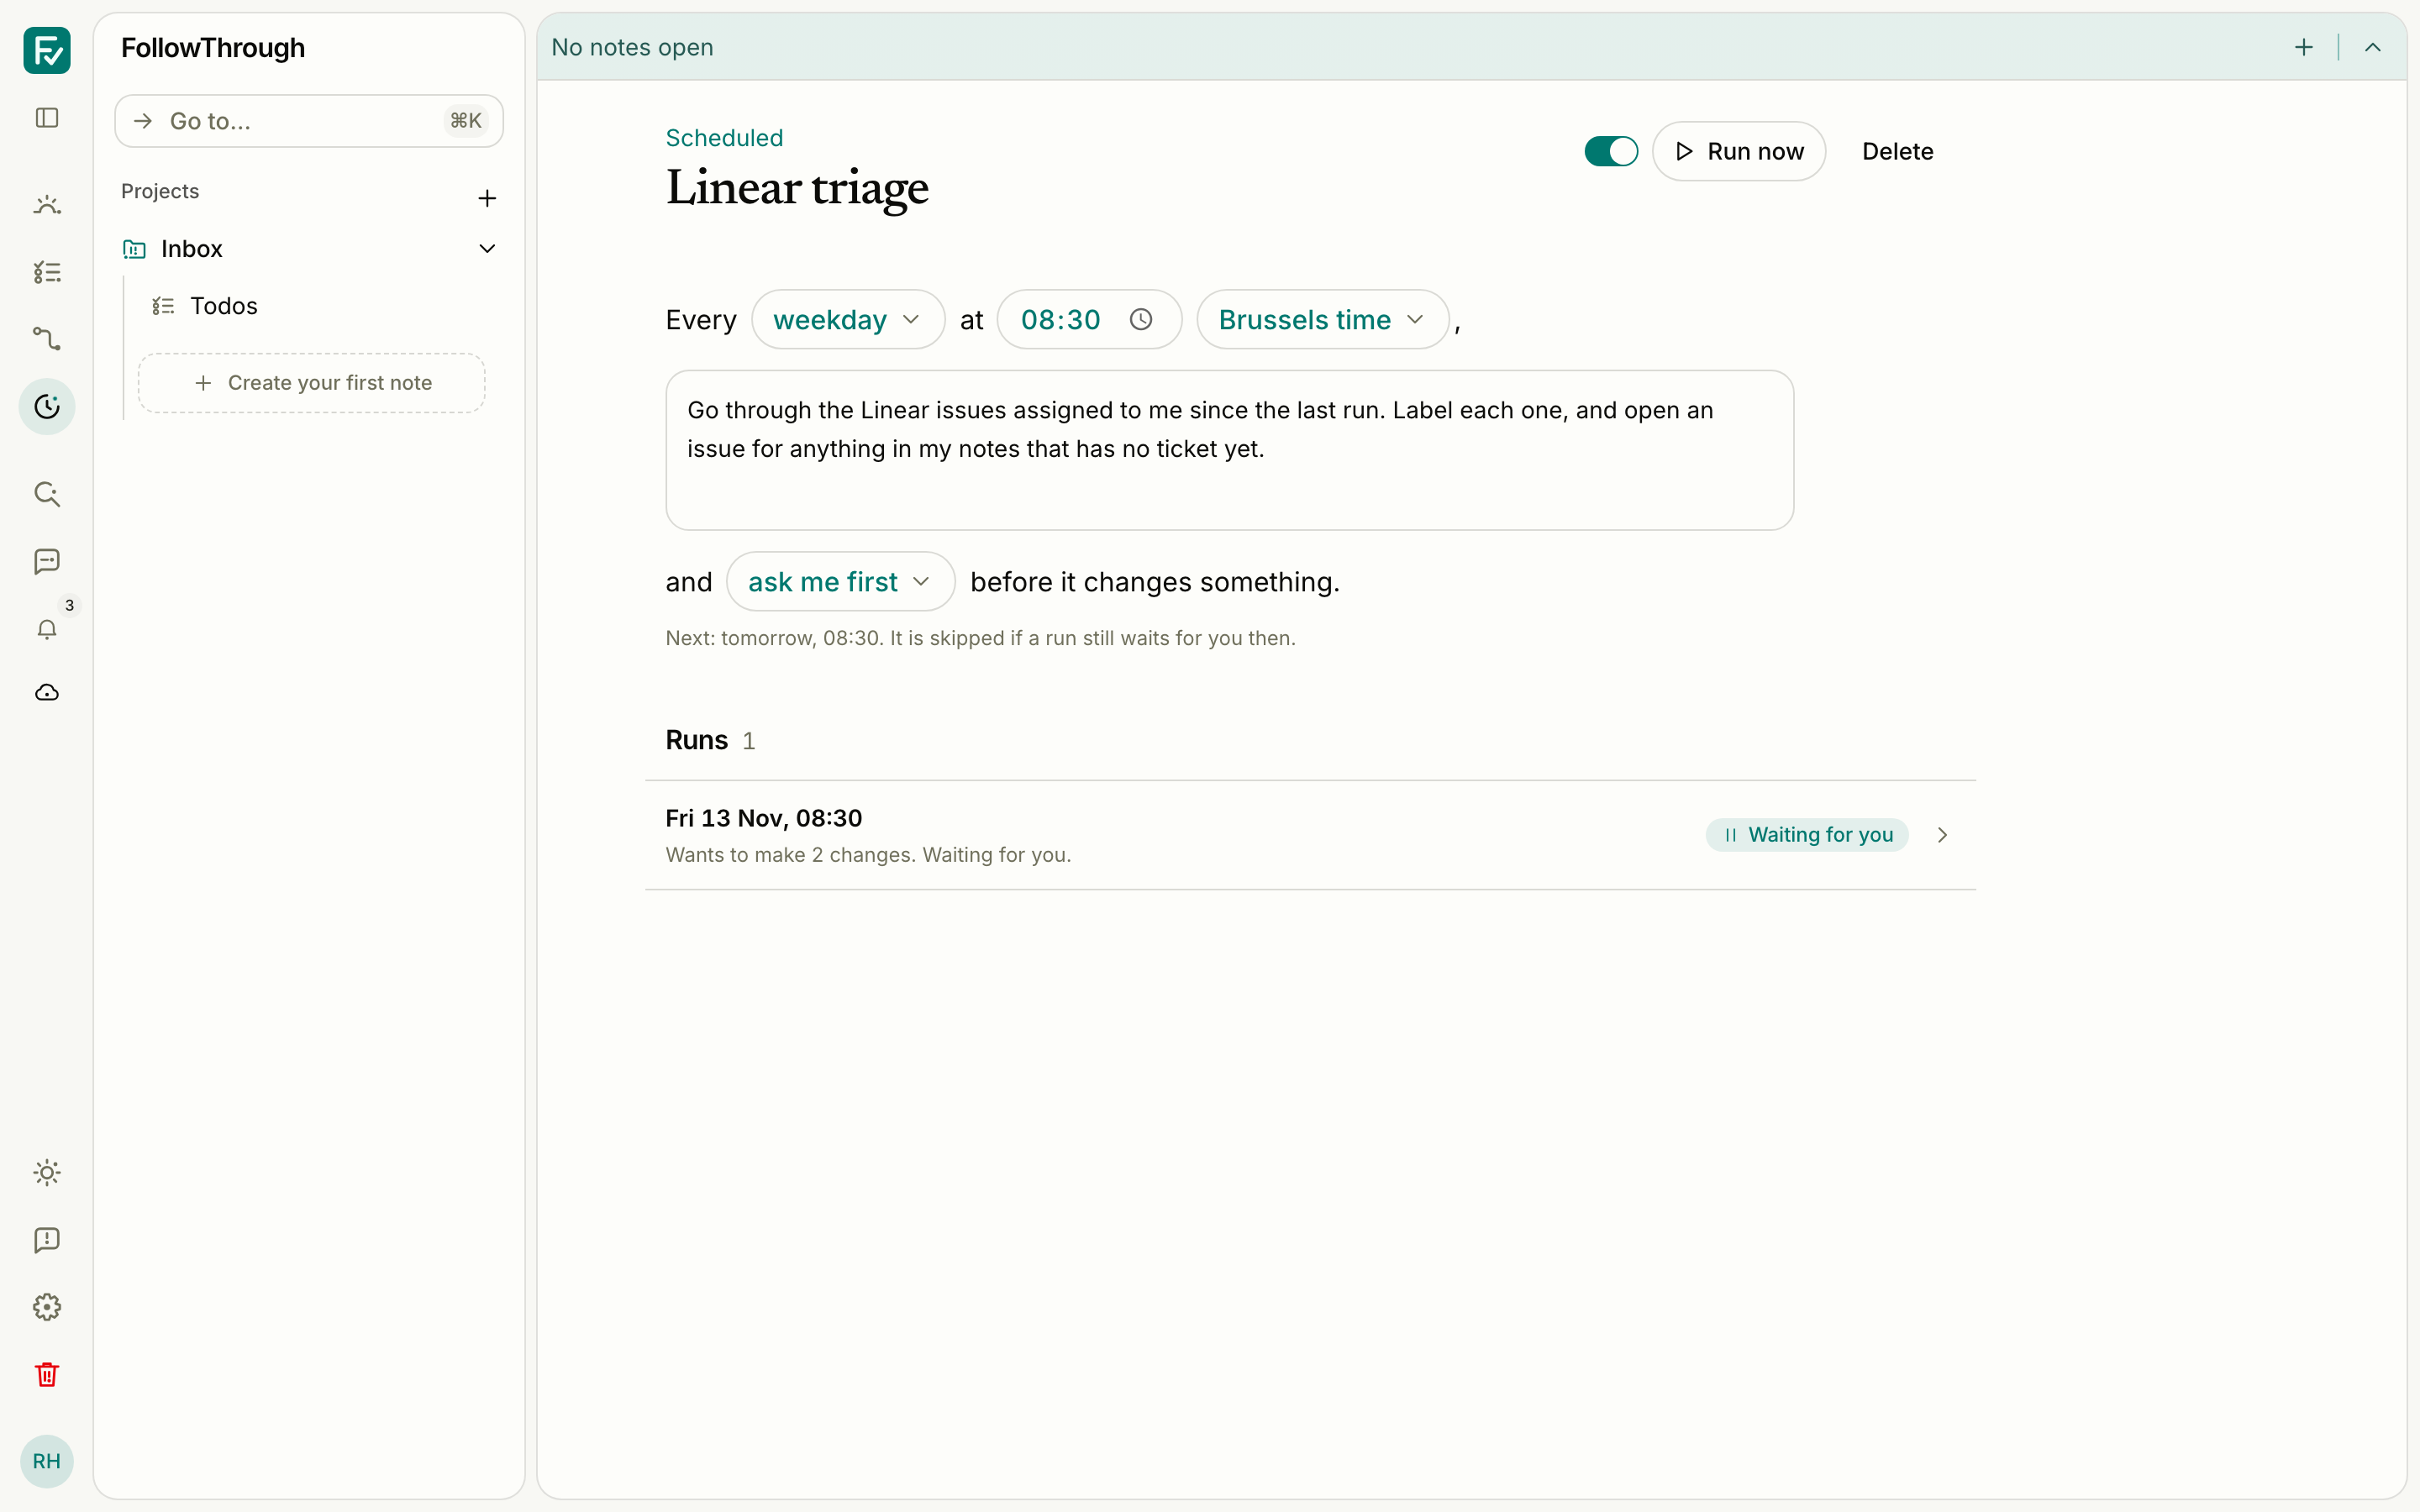 FollowThrough
Go to...
⌘K
Projects
Inbox
Todos
Create your first note
3
RH
No notes open
Scheduled
Linear triage
Run now
Delete
Every weekday at 08:30 Brussels time ,
Go through the Linear issues assigned to me since the last run. Label each one, and open an
issue for anything in my notes that has no ticket yet.
and ask me first before it changes something.
Next: tomorrow, 08:30. It is skipped if a run still waits for you then.
Runs 1
Fri 13 Nov, 08:30
Wants to make 2 changes. Waiting for you.
Waiting for you